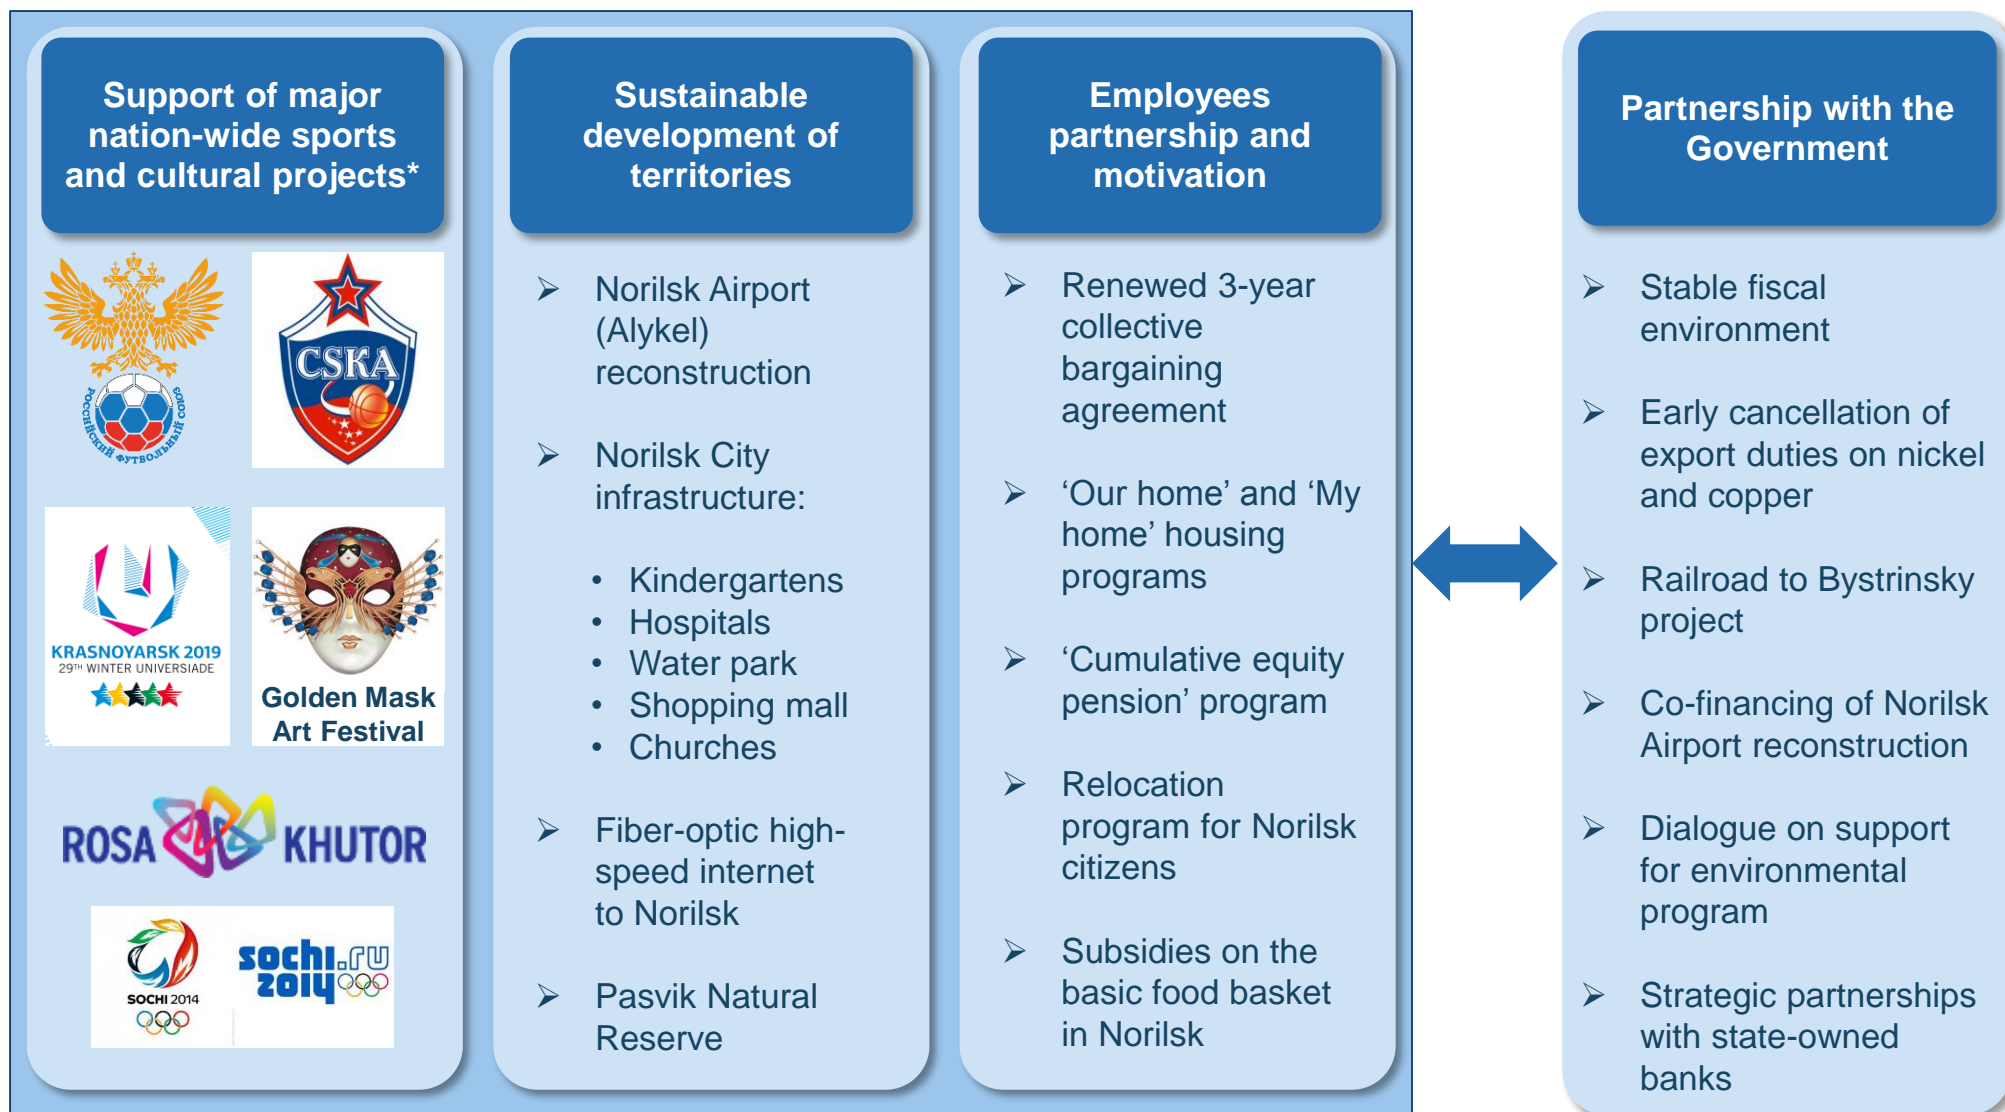 Support of major
nation-wide sports
and cultural projects*
РОССИЙСКИЙ ФУТБОЛЬНЫЙ СОЮЗ
CSKA
KRASNOYARSK 2019
29TH WINTER UNIVERSIADE
Golden Mask
Art Festival
ROSA KHUTOR
SOCHI 2014
sochi.ru
2014
Sustainable
development of
territories
➢ Norilsk Airport
(Alykel)
reconstruction
➢ Norilsk City
infrastructure:
• Kindergartens
• Hospitals
• Water park
• Shopping mall
• Churches
➢ Fiber-optic high-
speed internet
to Norilsk
➢ Pasvik Natural
Reserve
Employees
partnership and
motivation
➢ Renewed 3-year
collective
bargaining
agreement
➢ ‘Our home’ and ‘My
home’ housing
programs
➢ ‘Cumulative equity
pension’ program
➢ Relocation
program for Norilsk
citizens
➢ Subsidies on the
basic food basket
in Norilsk
Partnership with the
Government
➢ Stable fiscal
environment
➢ Early cancellation of
export duties on nickel
and copper
➢ Railroad to Bystrinsky
project
➢ Co-financing of Norilsk
Airport reconstruction
➢ Dialogue on support
for environmental
program
➢ Strategic partnerships
with state-owned
banks